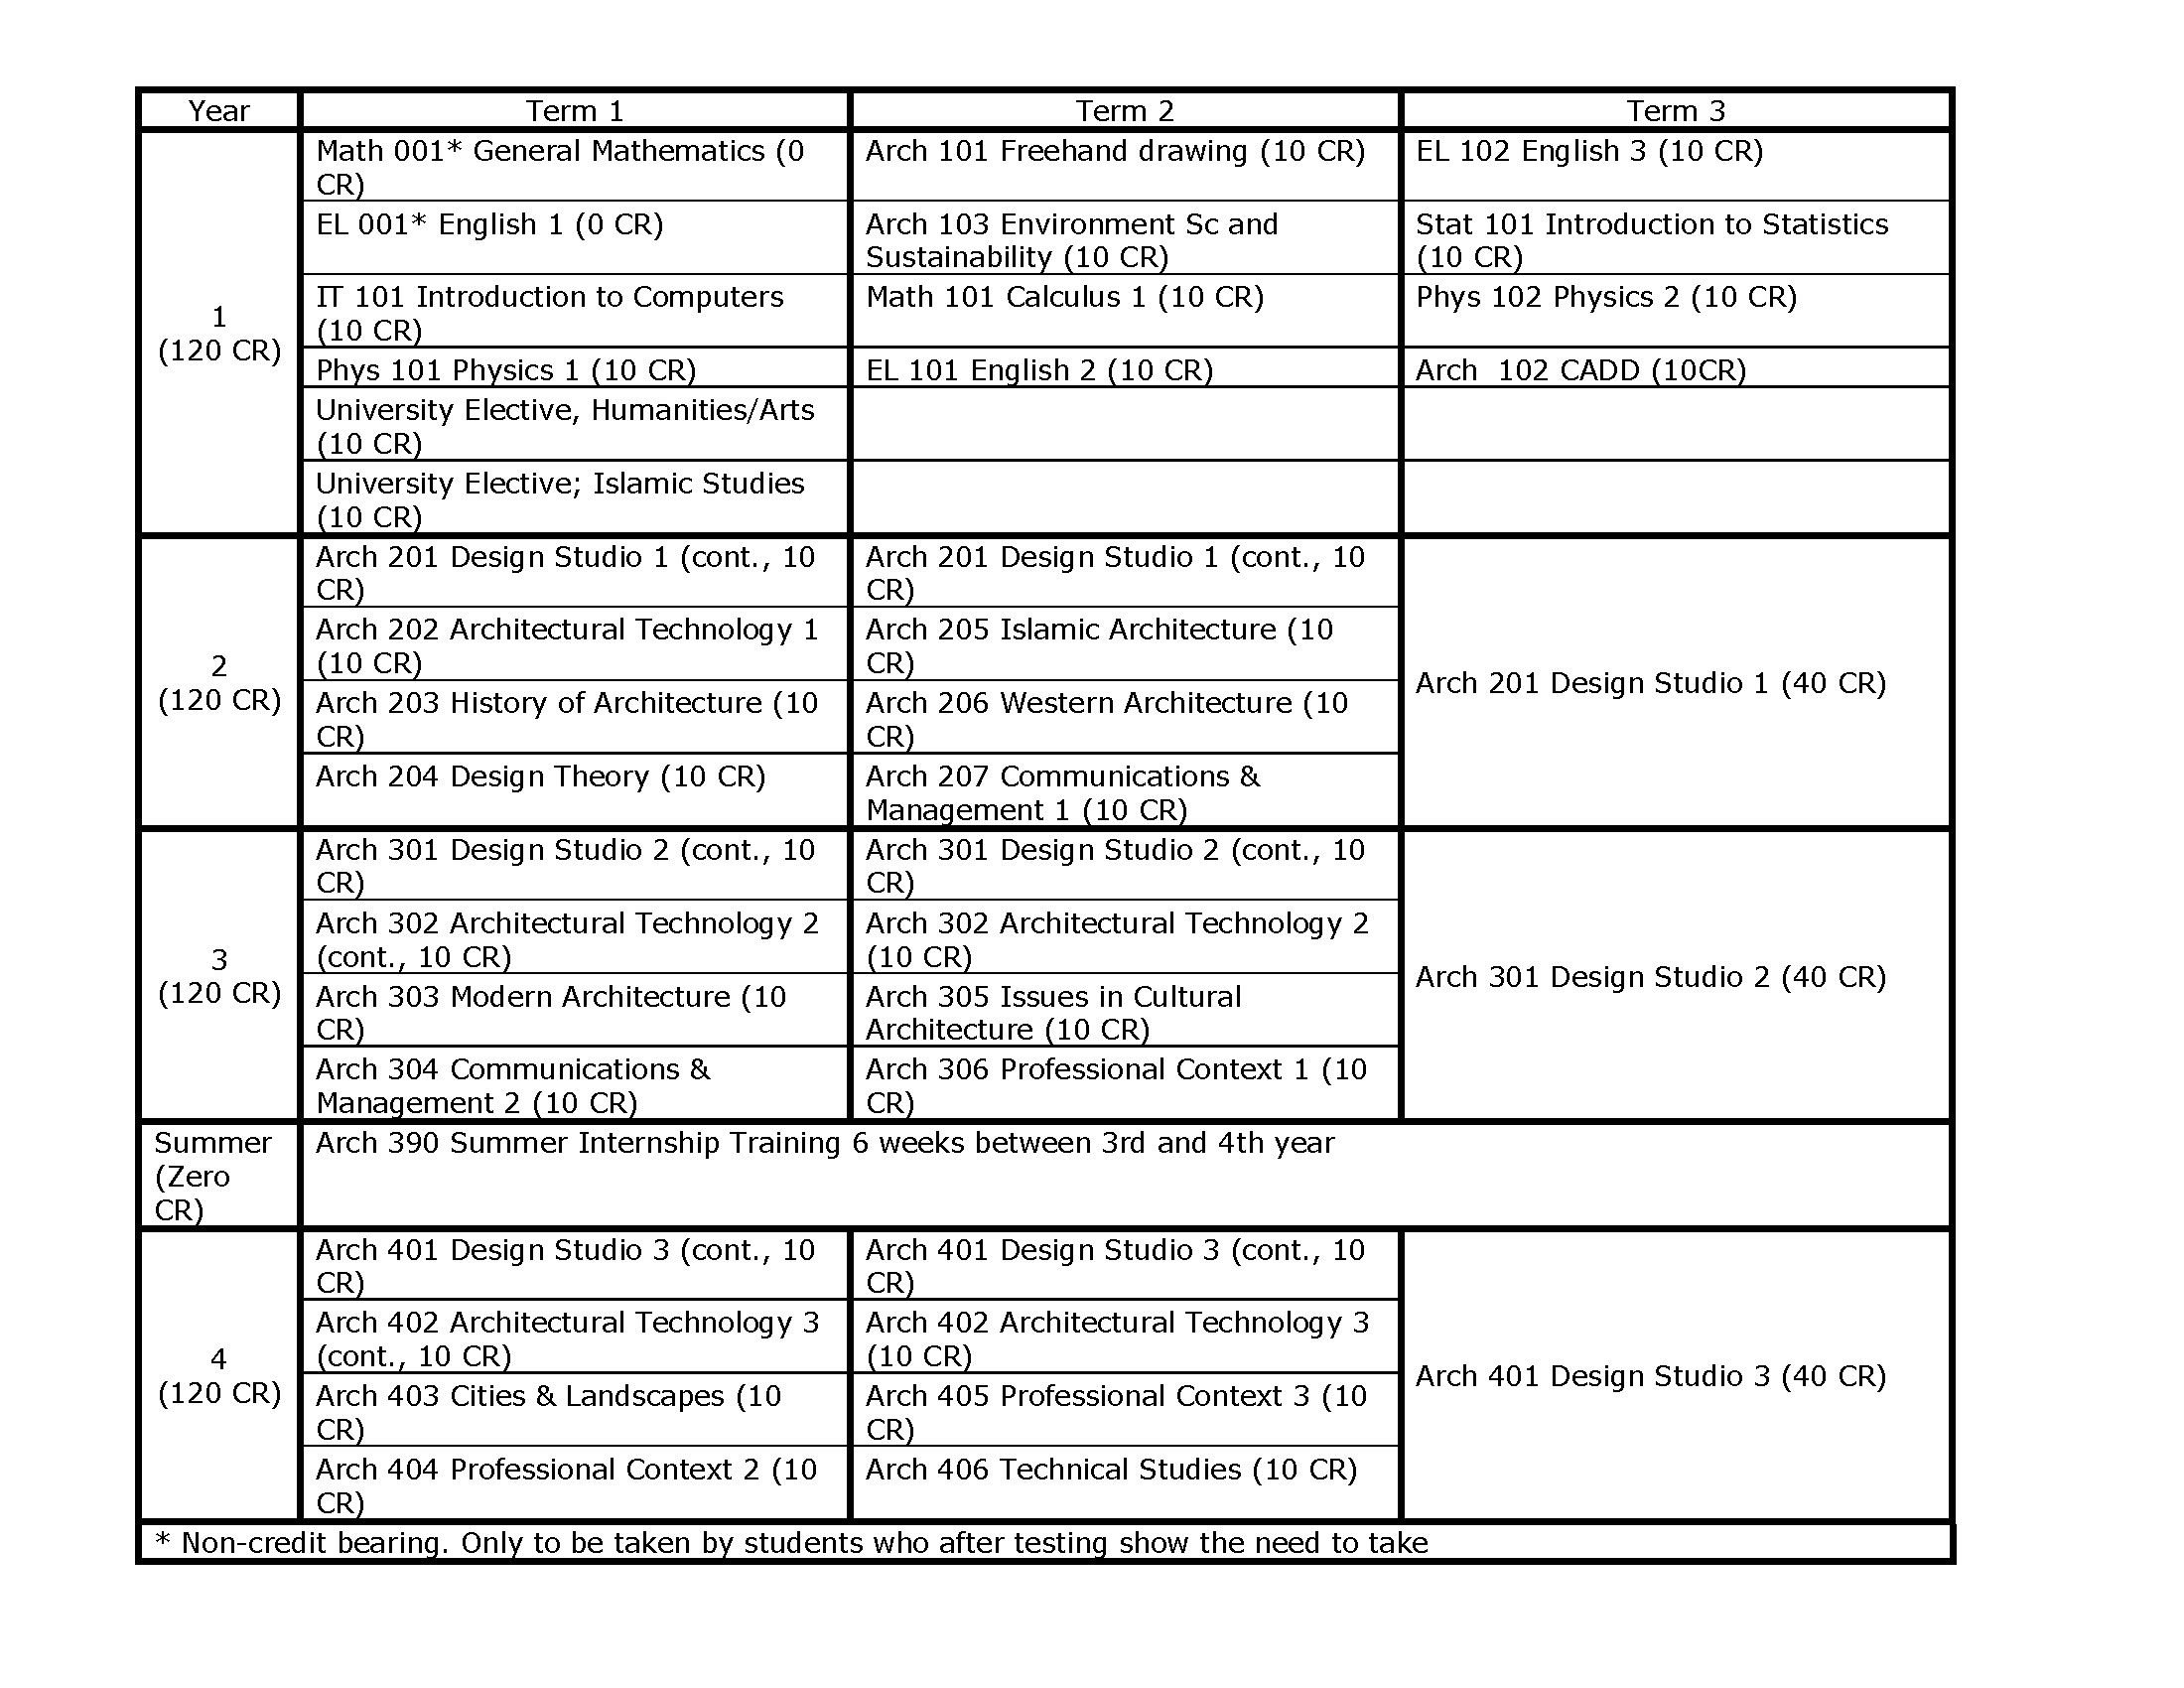 Year Term 1 Term 2 Term 3
1
(120 CR)
Math 001* General Mathematics (0
CR)
Arch 101 Freehand drawing (10 CR)
EL 102 English 3 (10 CR)
EL 001* English 1 (0 CR)
Arch 103 Environment Sc and
Sustainability (10 CR)
Stat 101 Introduction to Statistics
(10 CR)
IT 101 Introduction to Computers
(10 CR)
Math 101 Calculus 1 (10 CR)
Phys 102 Physics 2 (10 CR)
Phys 101 Physics 1 (10 CR)
EL 101 English 2 (10 CR)
Arch  102 CADD (10CR)
University Elective, Humanities/Arts
(10 CR)
University Elective; Islamic Studies
(10 CR)
2
(120 CR)
Arch 201 Design Studio 1 (cont., 10
CR)
Arch 201 Design Studio 1 (cont., 10
CR)
Arch 201 Design Studio 1 (40 CR)
Arch 202 Architectural Technology 1
(10 CR)
Arch 205 Islamic Architecture (10
CR)
Arch 203 History of Architecture (10
CR)
Arch 206 Western Architecture (10
CR)
Arch 204 Design Theory (10 CR)
Arch 207 Communications &
Management 1 (10 CR)
3
(120 CR)
Arch 301 Design Studio 2 (cont., 10
CR)
Arch 301 Design Studio 2 (cont., 10
CR)
Arch 301 Design Studio 2 (40 CR)
Arch 302 Architectural Technology 2
(cont., 10 CR)
Arch 302 Architectural Technology 2
(10 CR)
Arch 303 Modern Architecture (10
CR)
Arch 305 Issues in Cultural
Architecture (10 CR)
Arch 304 Communications &
Management 2 (10 CR)
Arch 306 Professional Context 1 (10
CR)
Summer
(Zero
CR)
Arch 390 Summer Internship Training 6 weeks between 3rd and 4th year
4
(120 CR)
Arch 401 Design Studio 3 (cont., 10
CR)
Arch 401 Design Studio 3 (cont., 10
CR)
Arch 401 Design Studio 3 (40 CR)
Arch 402 Architectural Technology 3
(cont., 10 CR)
Arch 402 Architectural Technology 3
(10 CR)
Arch 403 Cities & Landscapes (10
CR)
Arch 405 Professional Context 3 (10
CR)
Arch 404 Professional Context 2 (10
CR)
Arch 406 Technical Studies (10 CR)
* Non-credit bearing. Only to be taken by students who after testing show the need to take